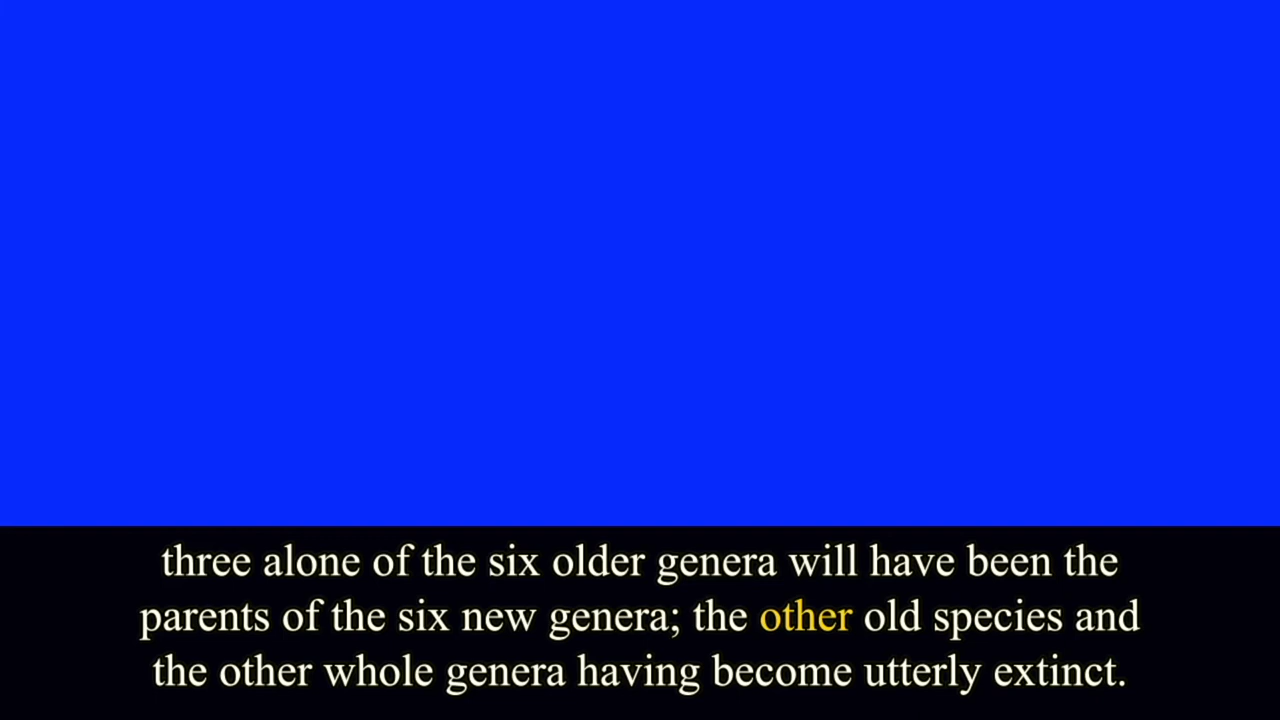 three alone of the six older genera will have been the
parents of the six new genera; the other old species and
the other whole genera having become utterly extinct.